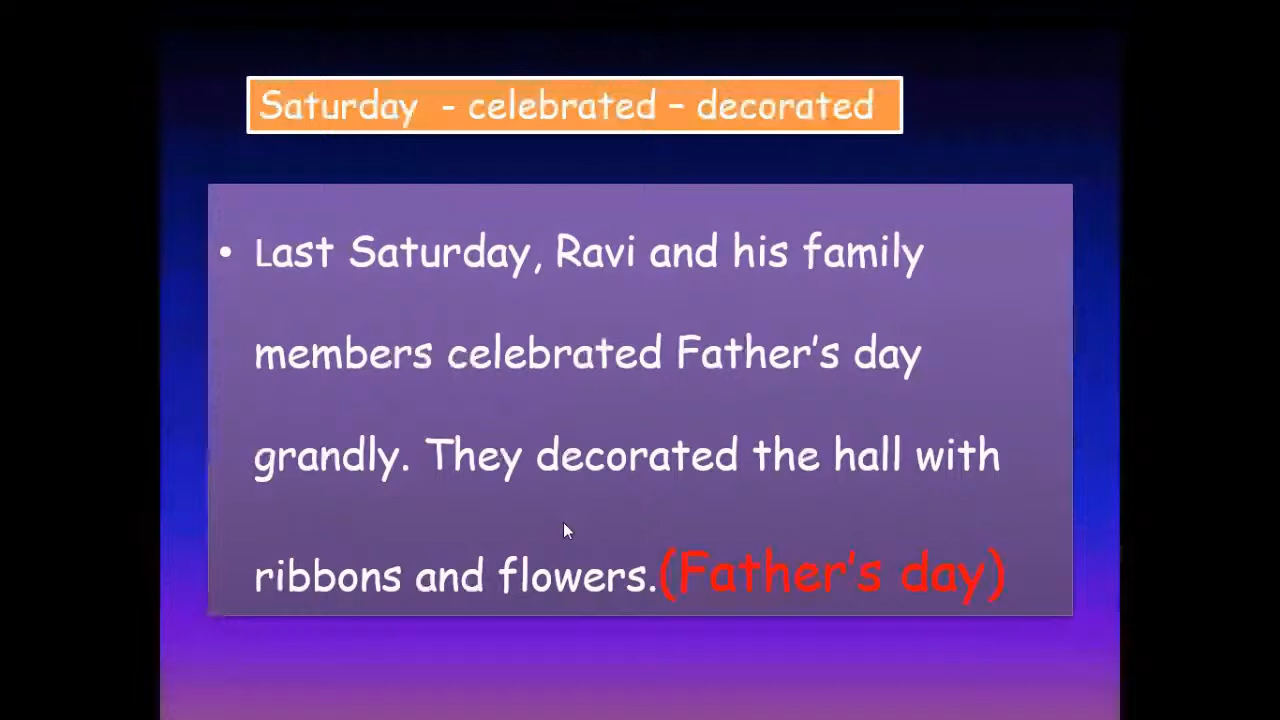 Saturday - celebrated – decorated
• Last Saturday, Ravi and his family
members celebrated Father's day
grandly. They decorated the hall with
ribbons and flowers.(Father's day)